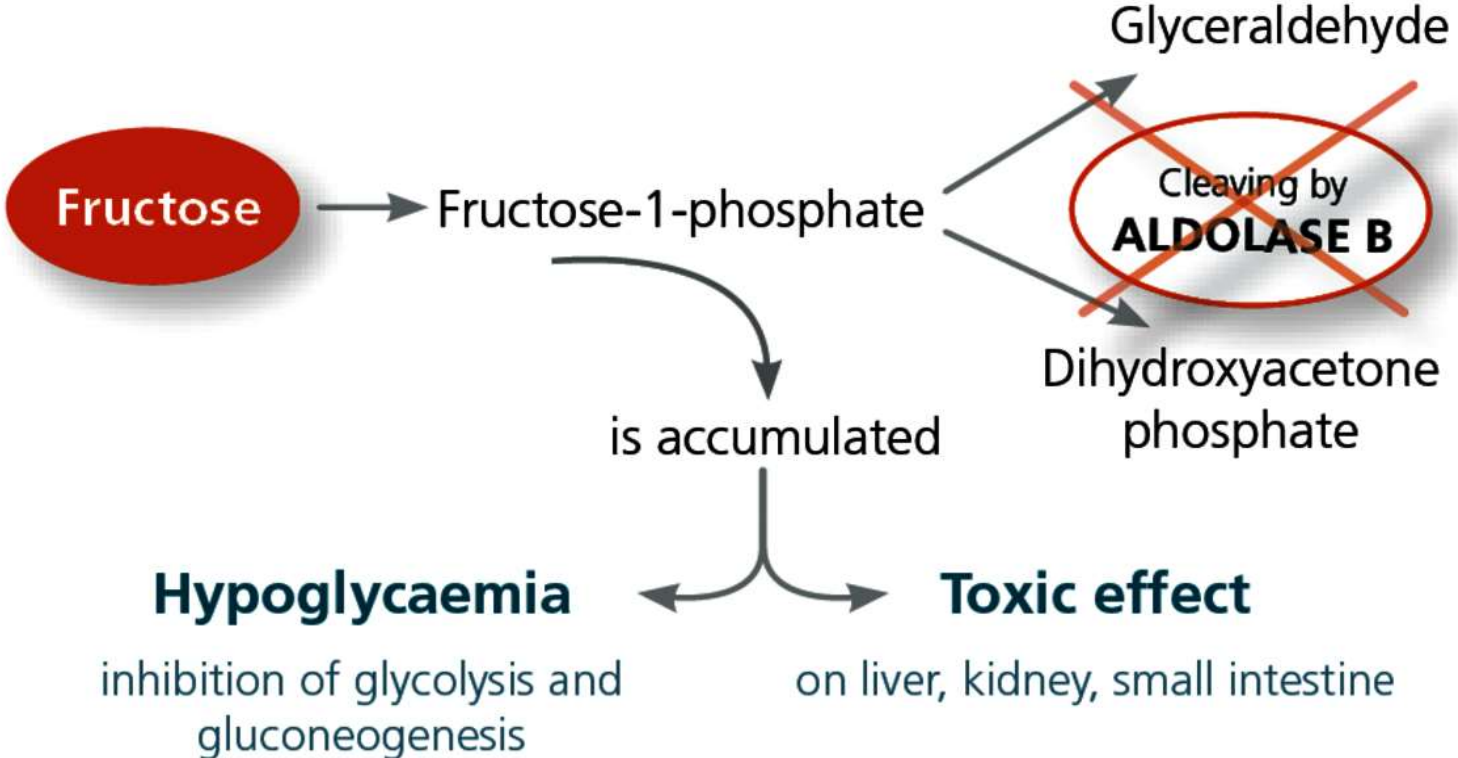 Glyceraldehyde
Fructose
Fructose-1-phosphate
Cleaving by
ALDOLASE B
Dihydroxyacetone
phosphate
is accumulated
Hypoglycaemia
inhibition of glycolysis and
gluconeogenesis
Toxic effect
on liver, kidney, small intestine